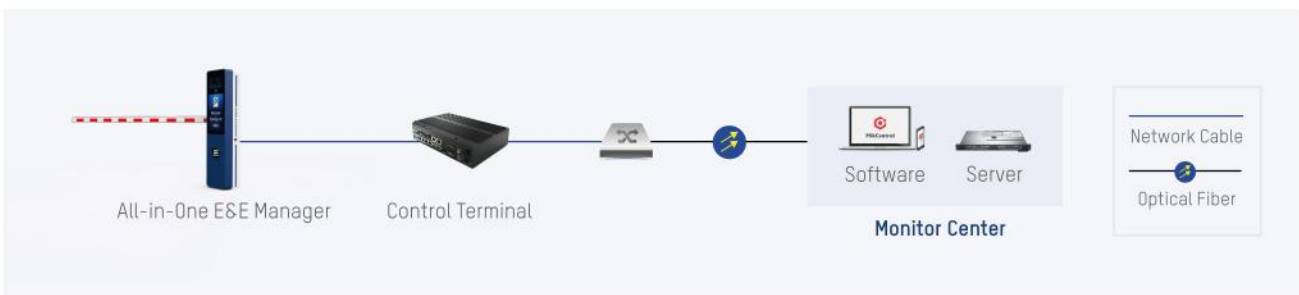 All-in-One E&E Manager
Control Terminal
Software
Server
Monitor Center
Network Cable
Optical Fiber